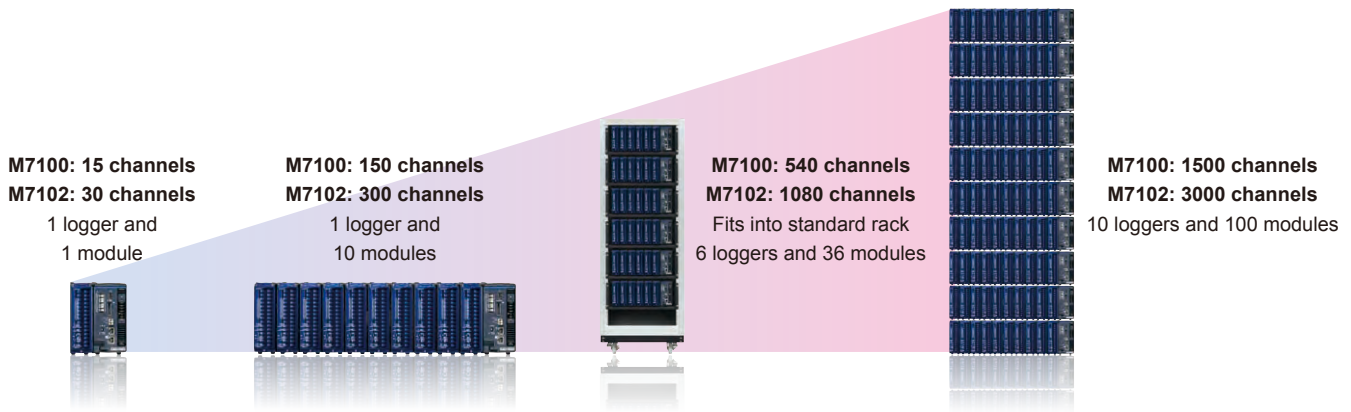 M7100: 15 channels
M7102: 30 channels
1 logger and
1 module
M7100: 150 channels
M7102: 300 channels
1 logger and
10 modules
M7100: 540 channels
M7102: 1080 channels
Fits into standard rack
6 loggers and 36 modules
M7100: 1500 channels
M7102: 3000 channels
10 loggers and 100 modules